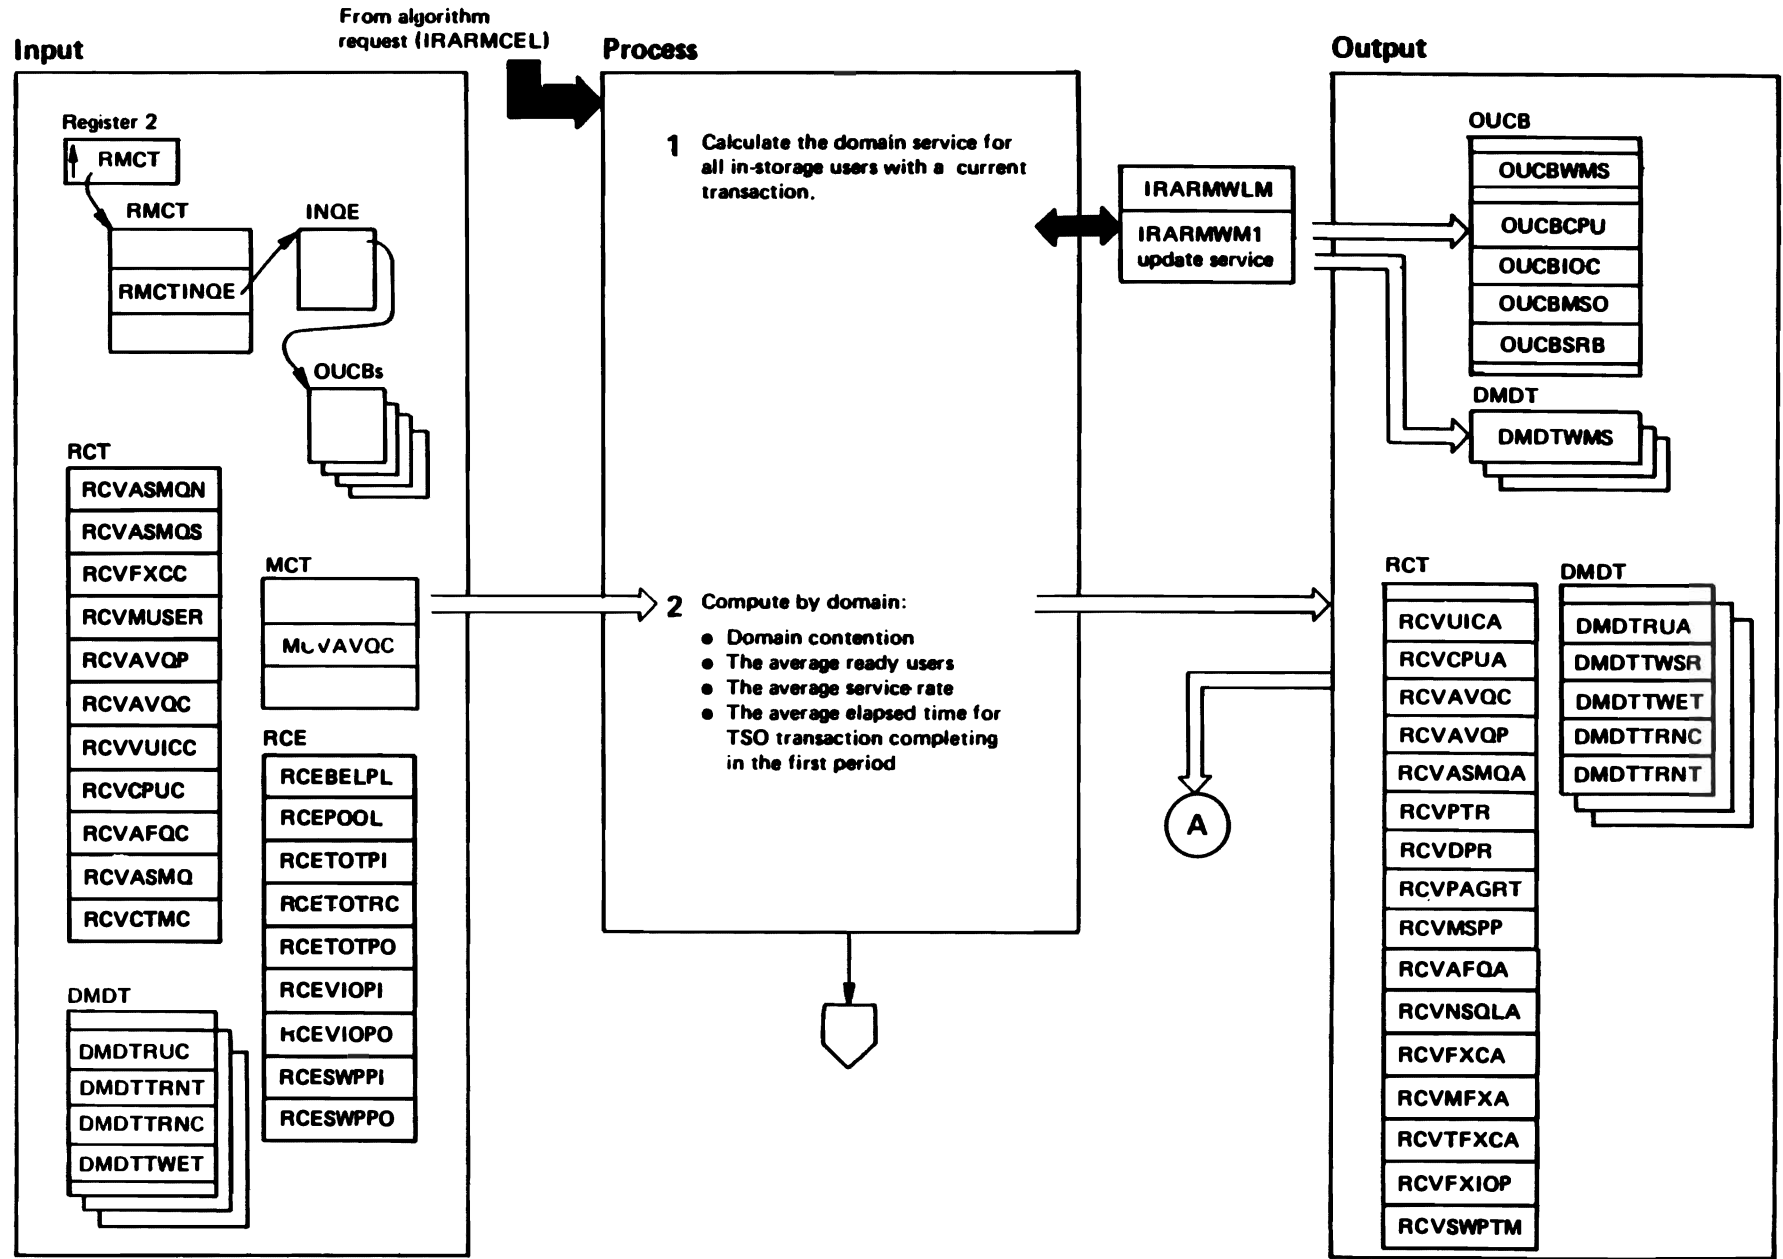 From algorithm
request (IRARMCEL)
Input
Process
Output
Register 2
RMCT
RMCT
RMCTINQE
INQE
OUCBs
RCT
RCVASMQN
RCVASMQS
RCVFXCC
RCVMUSER
RCVAVQP
RCVAVQC
RCVVUICC
RCVCPUC
RCVAFQC
RCVASMQ
RCVCTMC
MCT
RCE
RCEBELPL
RCEPOOL
RCETOTPI
RCETOTRC
RCETOTPO
RCEVIOPI
RCEVIOPO
RCESWPPI
RCESWPPO
DMDT
DMDTRUC
DMDTTRNT
DMDTTRNC
DMDTTWET
1 Calculate the domain service for
all in-storage users with a current
transaction.
IRARMWLM
IRARMWM1
update service
2 Compute by domain:
● Domain contention
● The average ready users
● The average service rate
● The average elapsed time for
TSO transaction completing
in the first period
A
OUCB
OUCBWMS
OUCBCPU
OUCBIOC
OUCBMSO
OUCBSRB
DMDT
DMDTWMS
RCT
RCVUICA
RCVCPUA
RCVAVQC
RCVAVQP
RCVASMQA
RCVPTR
RCVDPR
RCVPAGRT
RCVMSPP
RCVAFQA
RCVNSQLA
RCVFXCA
RCVMFXA
RCVTFXCA
RCVFXIOP
RCVSWPTM
DMDT
DMDTRUA
DMDTTWSR
DMDTTWET
DMDTTRNC
DMDTTRNT